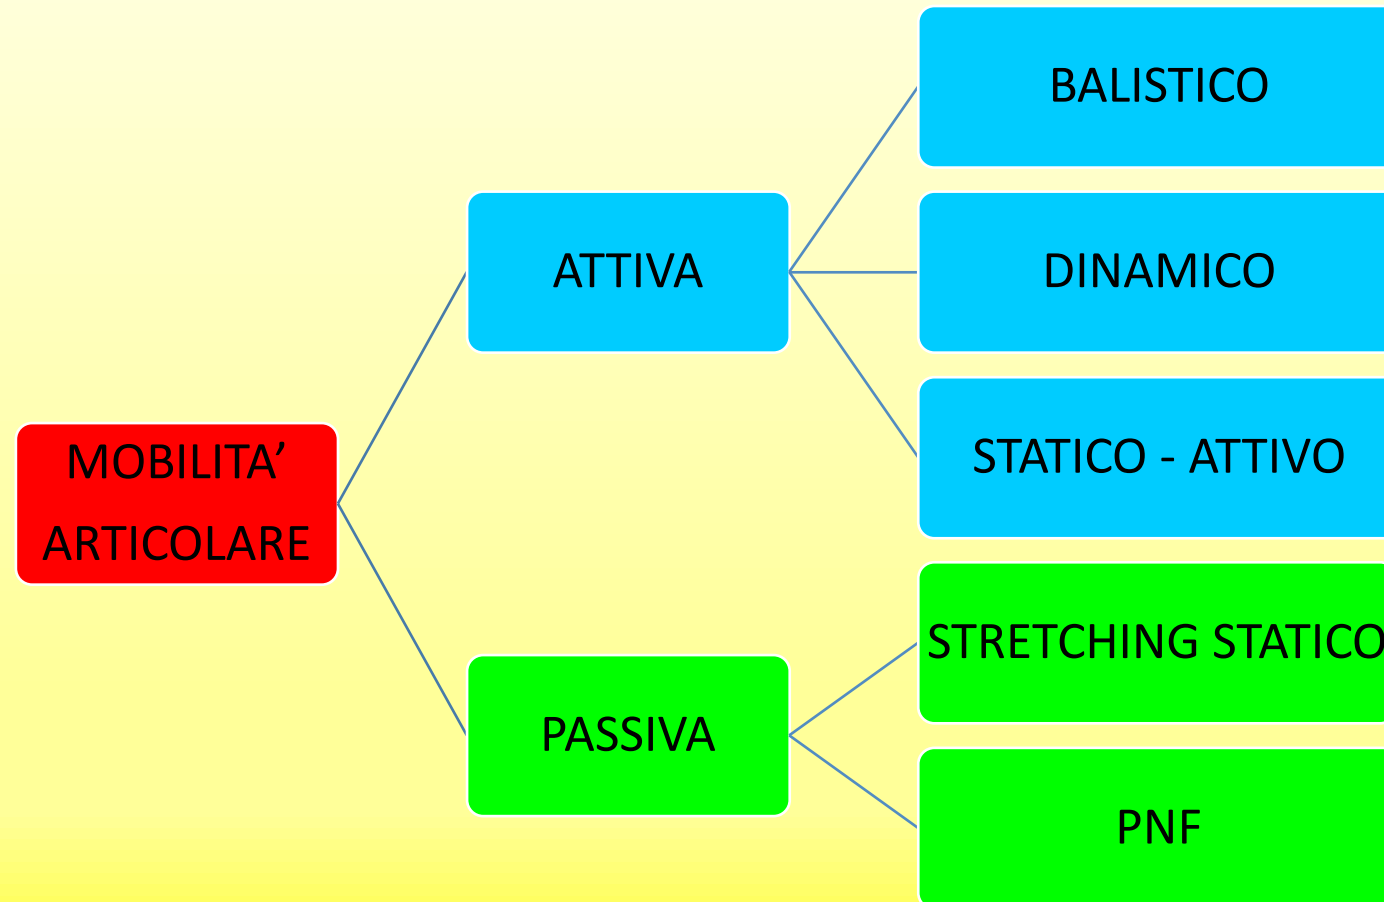 MOBILITA’
ARTICOLARE
ATTIVA
BALISTICO
DINAMICO
STATICO - ATTIVO
PASSIVA
STRETCHING STATICO
PNF